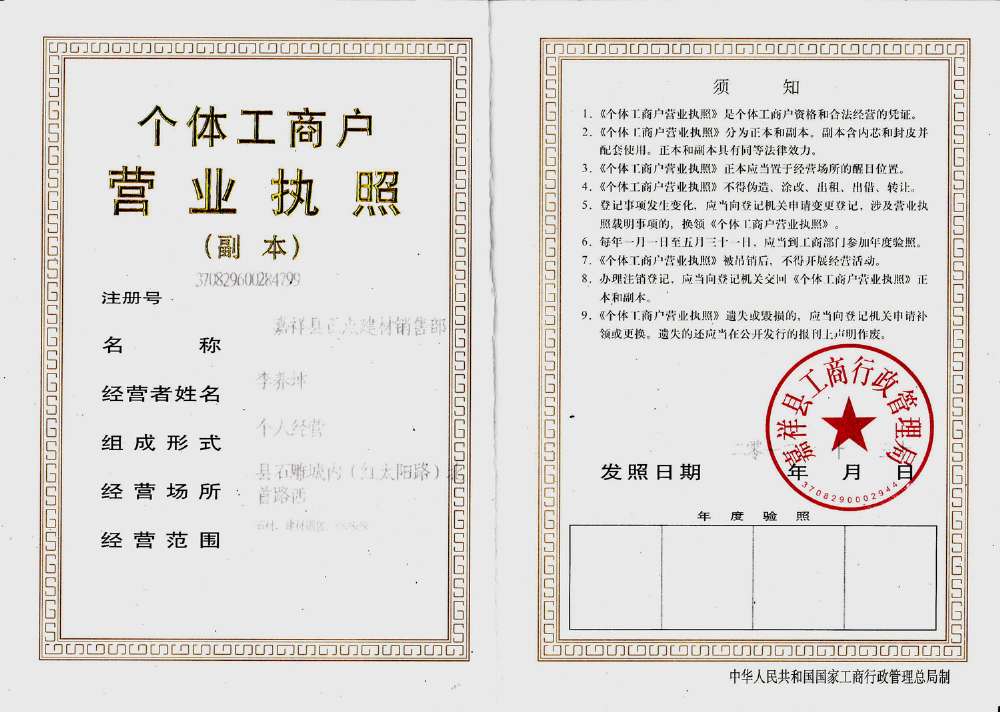 个体工商户
营业执照
(副 本)
370829600284799
注册号
嘉祥县 建材销售部
名 称
李
经营者姓名
个人经营
组成形式
县石雕城内（红太阳路）
首路西
经营场所
石材、建材销售
经营范围
须 知
1．《个体工商户营业执照》是个体工商户资格和合法经营的凭证。
2．《个体工商户营业执照》分为正本和副本。副本含内芯和封皮并
配套使用。正本和副本具有同等法律效力。
3．《个体工商户营业执照》正本应当置于经营场所的醒目位置。
4．《个体工商户营业执照》不得伪造、涂改、出租、出借、转让。
5．登记事项发生变化，应当向登记机关申请变更登记，涉及营业执
照载明事项的，换领《个体工商户营业执照》。
6．每年一月一日至五月三十一日，应当到工商部门参加年度验照。
7．《个体工商户营业执照》被吊销后，不得开展经营活动。
8．办理注销登记，应当向登记机关交回《个体工商户营业执照》正
本和副本。
9．《个体工商户营业执照》遗失或毁损的，应当向登记机关申请补
领或更换。遗失的还应当在公开发行的报刊上声明作废。
嘉祥县工商行政管理局
二零
发照日期 年 月 日
3708290002944
年 度 验 照
中华人民共和国国家工商行政管理总局制